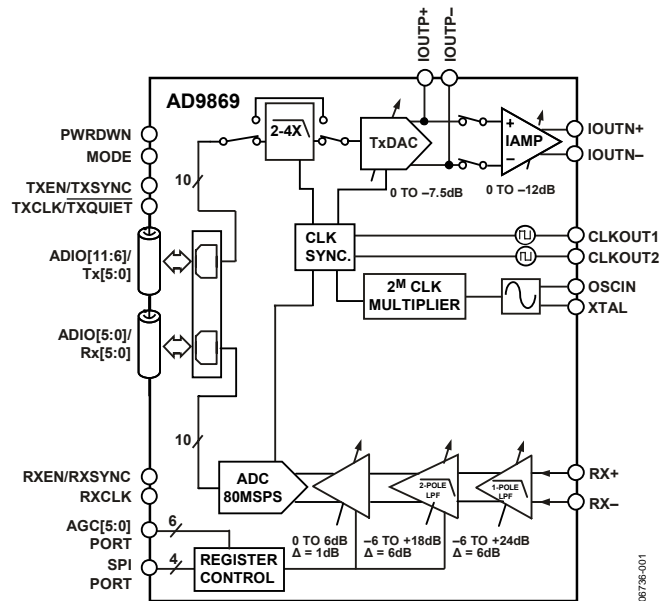 IOUTP+
IOUTP–
AD9869
PWRDWN
MODE
TXEN/TXSYNC
TXCLK/TXQUIET
ADIO[11:6]/
Tx[5:0]
ADIO[5:0]/
Rx[5:0]
RXEN/RXSYNC
RXCLK
AGC[5:0]
PORT
SPI
PORT
10
10
6
4
2-4X
TxDAC
0 TO –7.5dB
+
–
IAMP
0 TO –12dB
IOUTN+
IOUTN–
CLK
SYNC.
CLKOUT1
CLKOUT2
2M CLK
MULTIPLIER
OSCIN
XTAL
ADC
80MSPS
2-POLE
LPF
1-POLE
LPF
RX+
RX–
0 TO 6dB
Δ = 1dB
–6 TO +18dB
Δ = 6dB
–6 TO +24dB
Δ = 6dB
REGISTER
CONTROL
06736-001